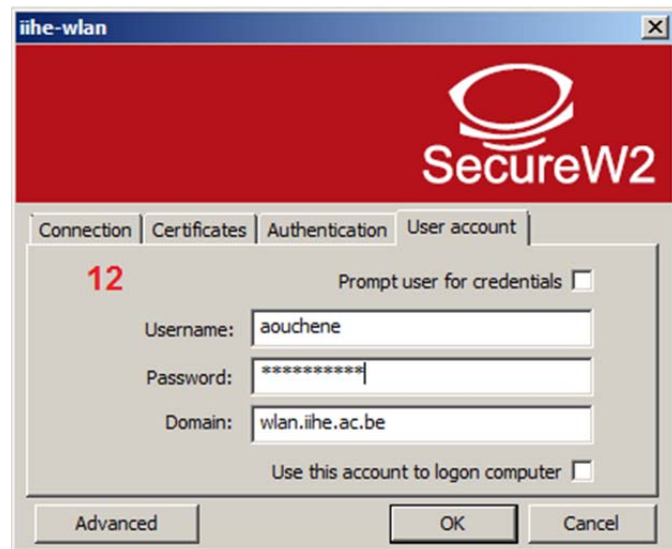 iihe-wlan
SecureW2
Connection Certificates Authentication User account
12
Prompt user for credentials
Username: aouchene
Password: **********
Domain: wlan.iihe.ac.be
Use this account to logon computer
Advanced OK Cancel